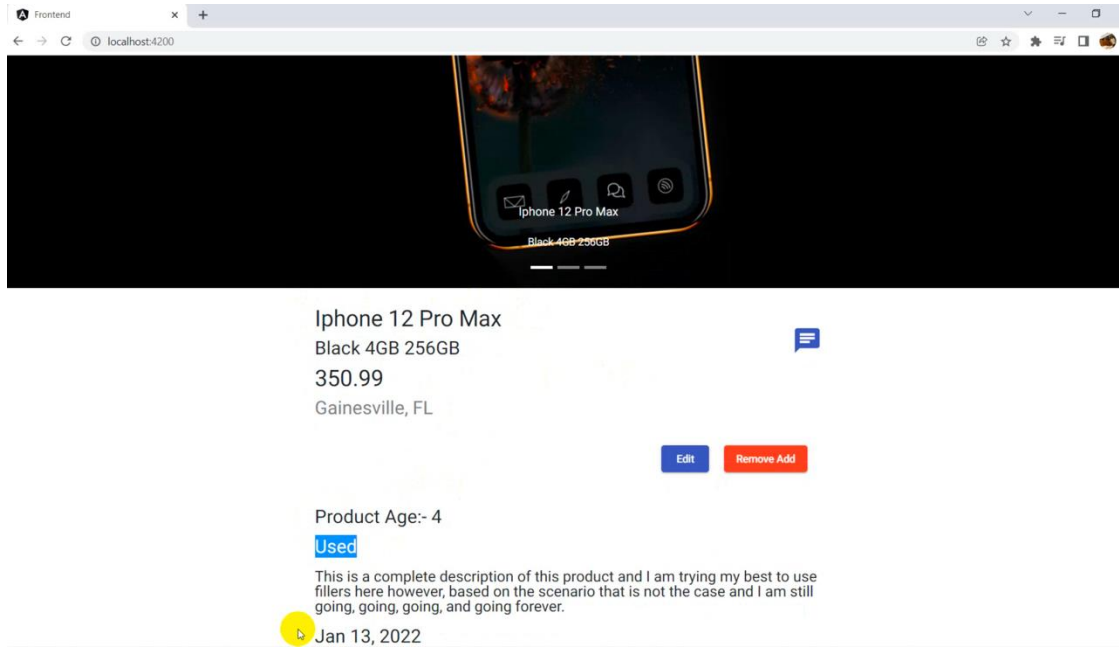 Frontend
localhost:4200
Iphone 12 Pro Max
Black 4GB 256GB
Iphone 12 Pro Max
Black 4GB 256GB
350.99
Gainesville, FL
Edit
Remove Add
Product Age:- 4
Used
This is a complete description of this product and I am trying my best to use
fillers here however, based on the scenario that is not the case and I am still
going, going, going, and going forever.
Jan 13, 2022